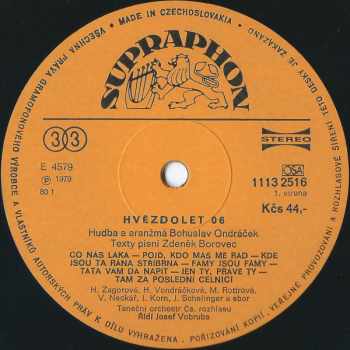 VŠECHNA PRÁVA GRAMOFONOVÉHO VÝROBCE A VLASTNÍKŮ AUTORSKÝCH PRÁV K DÍLU VYHRAŽENA. POŘIZOVÁNÍ KOPIÍ, VEŘEJNÉ PROVOZOVÁNÍ A ROZHLASOVÉ ŠÍŘENÍ TÉTO DESKY JE ZAKÁZÁNO
• MADE IN CZECHOSLOVAKIA •
SUPRAPHON
33
STEREO
E 4579
℗ 1979
80 1
OSA
1113 2516
1. strana
Kčs 44,-
HVĚZDOLET 06
Hudba a aranžmá Bohuslav Ondráček
Texty písní Zdeněk Borovec
CO NÁS LÁKÁ — POJĎ, KDO MÁŠ MĚ RÁD — KDE
JSOU TA RÁNA STŘÍBRNÁ — FÁMY JSOU FÁMY —
TÁTA VÁM DÁ NAPÍT — JEN TY, PRÁVĚ TY —
TAM ZA POSLEDNÍ CELNICÍ
H. Zagorová, H. Vondráčková, M. Rottrová,
V. Neckář, J. Korn, J. Schelinger a sbor
Taneční orchestr Čs. rozhlasu
Řídí Josef Vobruba